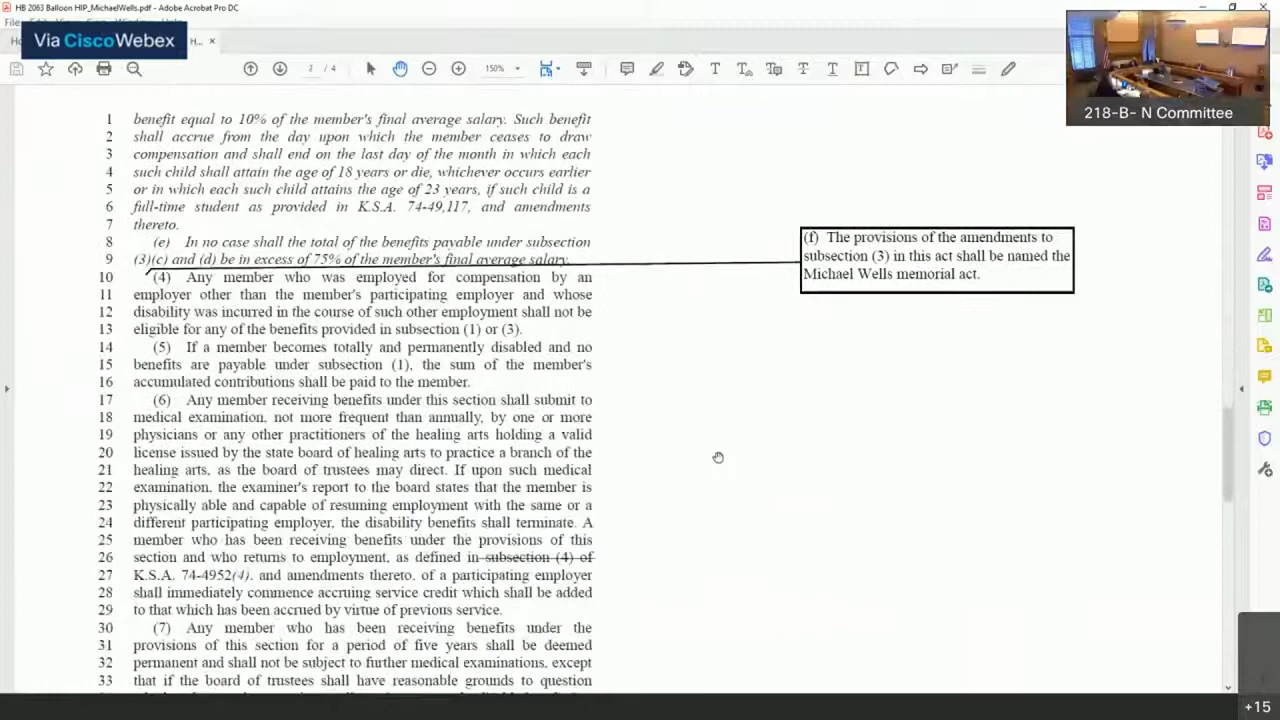 HB 2063 Balloon HIP_MichaelWells.pdf - Adobe Acrobat Pro DC
Via Cisco Webex
H...
2 / 4
150%
218-B- N Committee
1 benefit equal to 10% of the member's final average salary. Such benefit
2 shall accrue from the day upon which the member ceases to draw
3 compensation and shall end on the last day of the month in which each
4 such child shall attain the age of 18 years or die, whichever occurs earlier
5 or in which each such child attains the age of 23 years, if such child is a
6 full-time student as provided in K.S.A. 74-49,117, and amendments
7 thereto.
8 (e) In no case shall the total of the benefits payable under subsection
9 (3)(c) and (d) be in excess of 75% of the member's final average salary.
(f) The provisions of the amendments to
subsection (3) in this act shall be named the
Michael Wells memorial act.
10 (4) Any member who was employed for compensation by an
11 employer other than the member's participating employer and whose
12 disability was incurred in the course of such other employment shall not be
13 eligible for any of the benefits provided in subsection (1) or (3).
14 (5) If a member becomes totally and permanently disabled and no
15 benefits are payable under subsection (1), the sum of the member's
16 accumulated contributions shall be paid to the member.
17 (6) Any member receiving benefits under this section shall submit to
18 medical examination, not more frequent than annually, by one or more
19 physicians or any other practitioners of the healing arts holding a valid
20 license issued by the state board of healing arts to practice a branch of the
21 healing arts, as the board of trustees may direct. If upon such medical
22 examination, the examiner's report to the board states that the member is
23 physically able and capable of resuming employment with the same or a
24 different participating employer, the disability benefits shall terminate. A
25 member who has been receiving benefits under the provisions of this
26 section and who returns to employment, as defined in subsection (4) of
27 K.S.A. 74-4952(4), and amendments thereto, of a participating employer
28 shall immediately commence accruing service credit which shall be added
29 to that which has been accrued by virtue of previous service.
30 (7) Any member who has been receiving benefits under the
31 provisions of this section for a period of five years shall be deemed
32 permanent and shall not be subject to further medical examinations, except
33 that if the board of trustees shall have reasonable grounds to question
+15